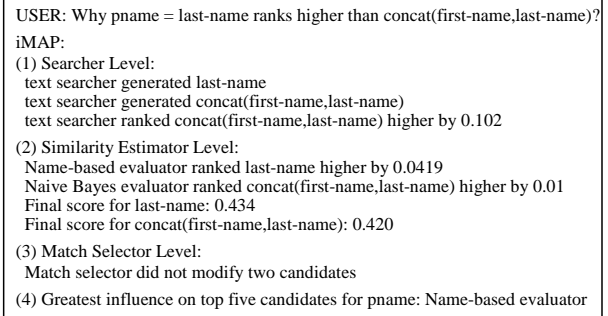 USER: Why pname = last-name ranks higher than concat(first-name,last-name)?
iMAP:
(1) Searcher Level:
text searcher generated last-name
text searcher generated concat(first-name,last-name)
text searcher ranked concat(first-name,last-name) higher by 0.102
(2) Similarity Estimator Level:
Name-based evaluator ranked last-name higher by 0.0419
Naive Bayes evaluator ranked concat(first-name,last-name) higher by 0.01
Final score for last-name: 0.434
Final score for concat(first-name,last-name): 0.420
(3) Match Selector Level:
Match selector did not modify two candidates
(4) Greatest influence on top five candidates for pname: Name-based evaluator